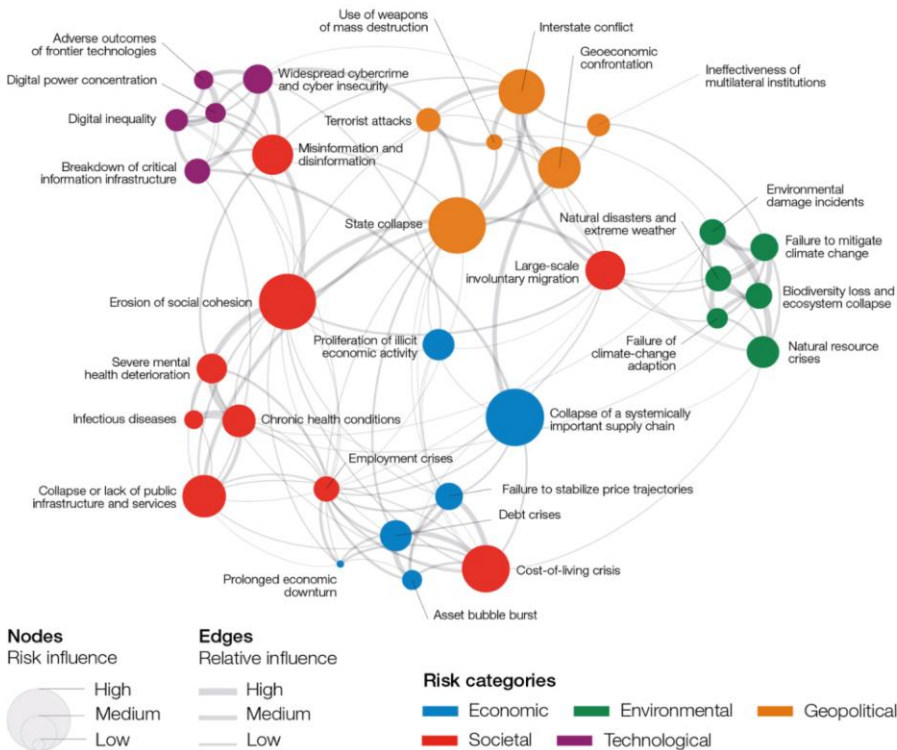 Use of weapons
of mass destruction
Interstate conflict
Adverse outcomes
of frontier technologies
Geoeconomic
confrontation
Digital power concentration
Widespread cybercrime
and cyber insecurity
Ineffectiveness of
multilateral institutions
Digital inequality
Terrorist attacks
Misinformation and
disinformation
Breakdown of critical
information infrastructure
Environmental
damage incidents
State collapse
Natural disasters and
extreme weather
Failure to mitigate
climate change
Large-scale
involuntary migration
Biodiversity loss and
ecosystem collapse
Erosion of social cohesion
Proliferation of illicit
economic activity
Failure of
climate-change
adaption
Natural resource
crises
Severe mental
health deterioration
Infectious diseases
Chronic health conditions
Collapse of a systemically
important supply chain
Employment crises
Collapse or lack of public
infrastructure and services
Failure to stabilize price trajectories
Debt crises
Prolonged economic
downturn
Cost-of-living crisis
Asset bubble burst
Nodes
Risk influence
High
Medium
Low
Edges
Relative influence
High
Medium
Low
Risk categories
Economic
Environmental
Geopolitical
Societal
Technological